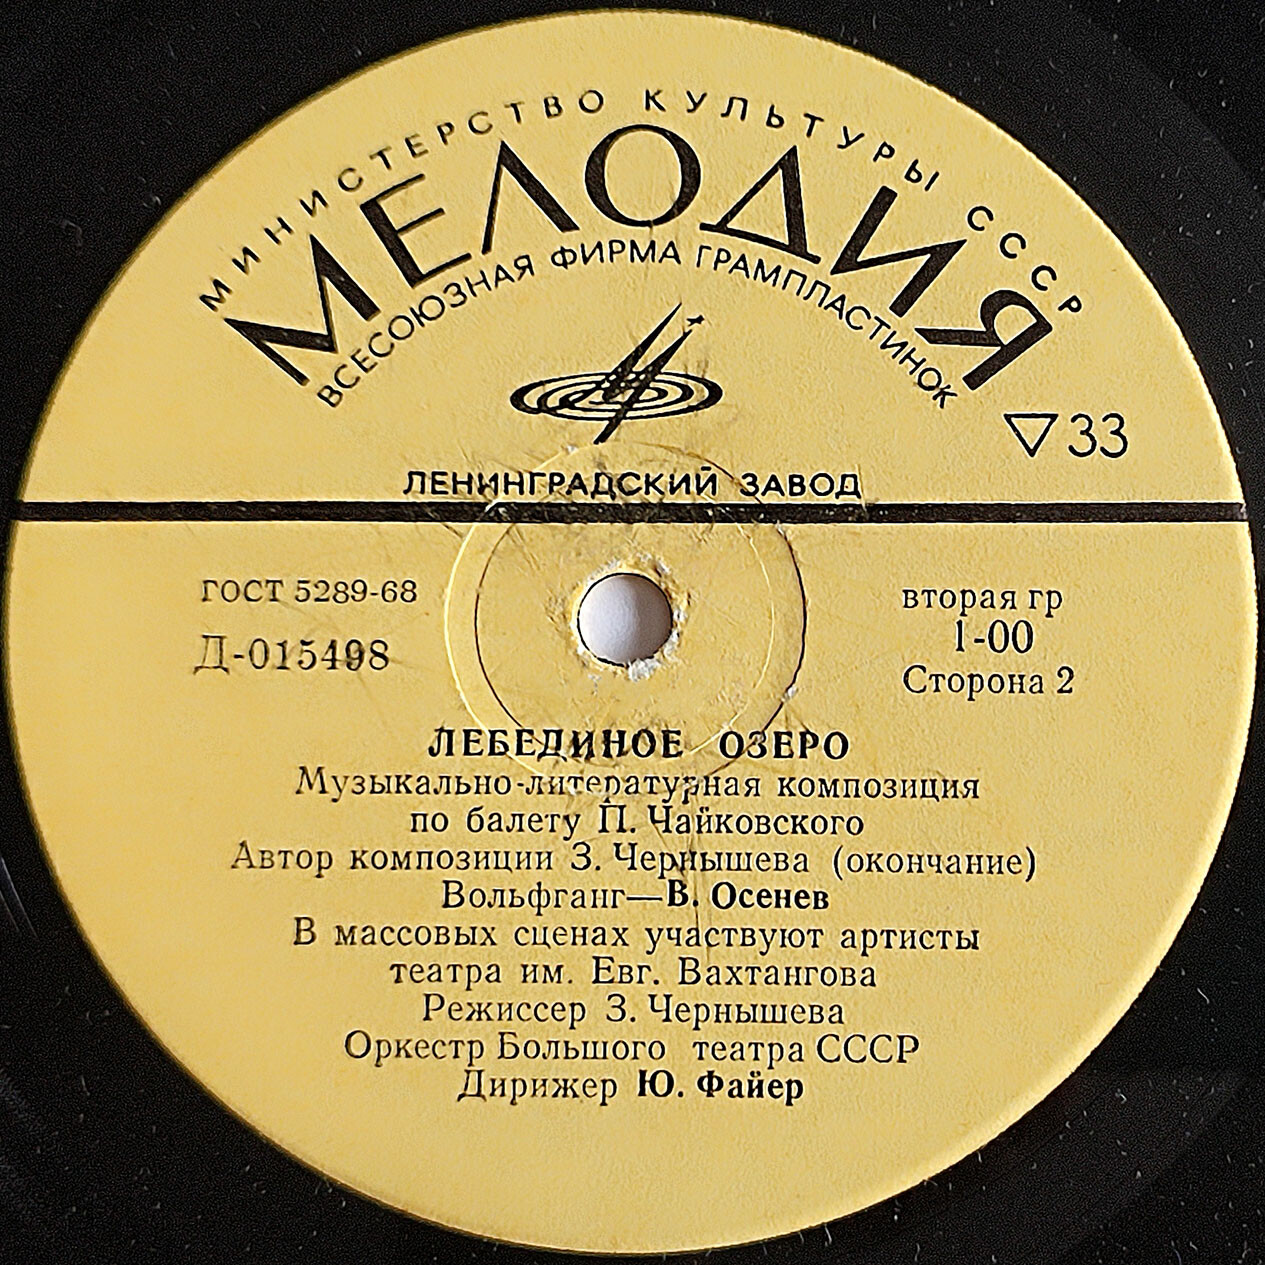 МИНИСТЕРСТВО КУЛЬТУРЫ СССР
МЕЛОДИЯ
ВСЕСОЮЗНАЯ ФИРМА ГРАМПЛАСТИНОК
▽33
ЛЕНИНГРАДСКИЙ ЗАВОД
ГОСТ 5289-68
Д-015498
вторая гр
1-00
Сторона 2
ЛЕБЕДИНОЕ ОЗЕРО
Музыкально-литературная композиция
по балету П. Чайковского
Автор композиции З. Чернышева (окончание)
Вольфганг—В. Осенев
В массовых сценах участвуют артисты
театра им. Евг. Вахтангова
Режиссер З. Чернышева
Оркестр Большого театра СССР
Дирижер Ю. Файер